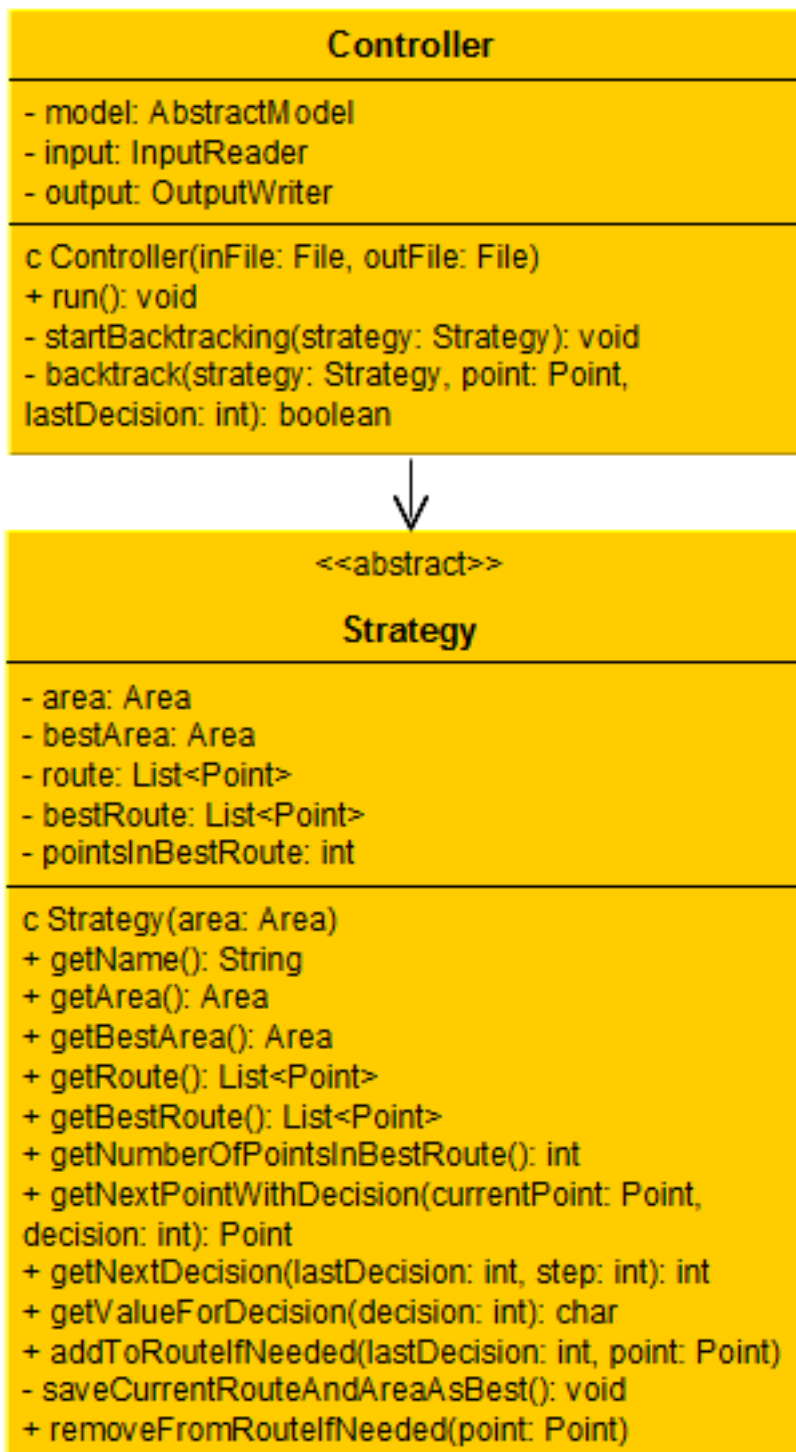 Controller
- model: AbstractModel
- input: InputReader
- output: OutputWriter
c Controller(inFile: File, outFile: File)
+ run(): void
- startBacktracking(strategy: Strategy): void
- backtrack(strategy: Strategy, point: Point,
lastDecision: int): boolean
<<abstract>>
Strategy
- area: Area
- bestArea: Area
- route: List<Point>
- bestRoute: List<Point>
- pointsInBestRoute: int
c Strategy(area: Area)
+ getName(): String
+ getArea(): Area
+ getBestArea(): Area
+ getRoute(): List<Point>
+ getBestRoute(): List<Point>
+ getNumberOfPointsInBestRoute(): int
+ getNextPointWithDecision(currentPoint: Point,
decision: int): Point
+ getNextDecision(lastDecision: int, step: int): int
+ getValueForDecision(decision: int): char
+ addToRouteIfNeeded(lastDecision: int, point: Point)
- saveCurrentRouteAndAreaAsBest(): void
+ removeFromRouteIfNeeded(point: Point)